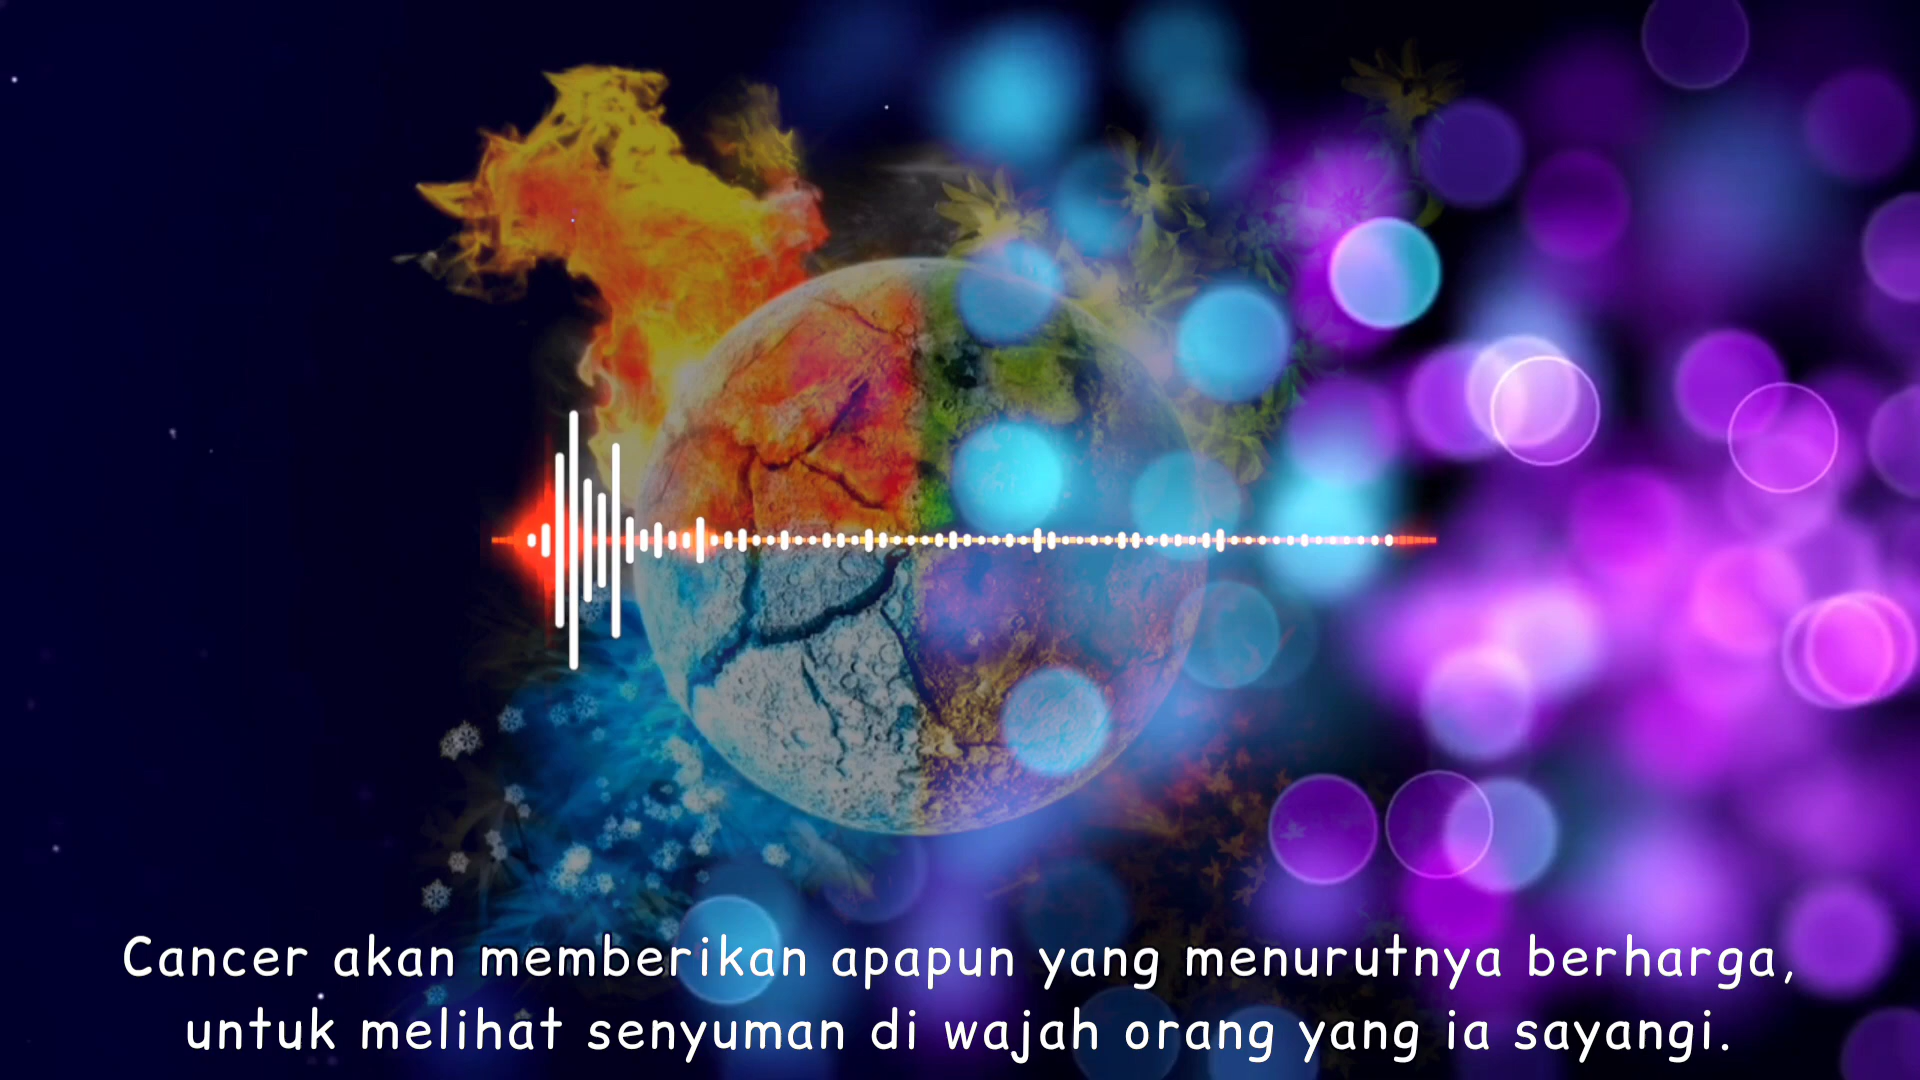 Cancer akan memberikan apapun yang menurutnya berharga,
untuk melihat senyuman di wajah orang yang ia sayangi.